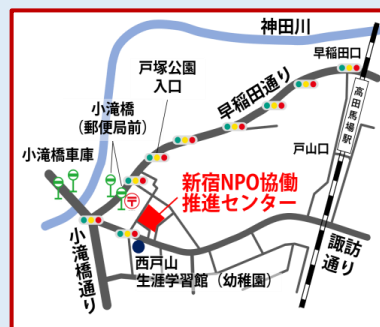 神田川
早稲田口
戸塚公園
入口
早稲田通り
小滝橋
（郵便局前）
高田馬場駅
戸山口
小滝橋車庫
新宿NPO協働
推進センター
〒
小滝橋通り
西戸山
生涯学習館（幼稚園）
諏訪
通り